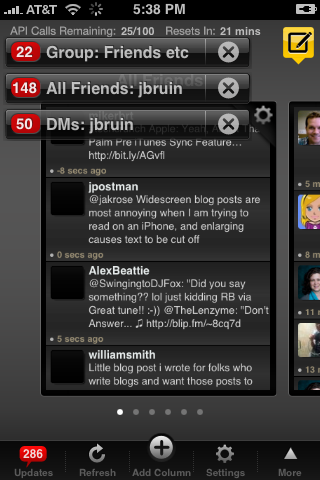 AT&T 5:38 PM
API Calls Remaining: 25/100 Resets In: 21 mins
22 Group: Friends etc
148 All Friends: jbruin
50 DMs: jbruin
Palm Pre iTunes Sync Feature...
http://bit.ly/AGvfl
-8 secs ago
jpostman
@jakrose Widescreen blog posts are
most annoying when I am trying to
read on an iPhone, and enlarging
causes text to be cut off
0 secs ago
AlexBeattie
@SwingingtoDJFox: "Did you say
something?? lol just kidding RB via
Great tune!! :-)) @TheLenzyme: "Don't
Answer... ♫ http://blip.fm/~8cq7d
5 secs ago
williamsmith
Little blog post i wrote for folks who
write blogs and want those posts to
5 m
8 m
11 m
13 m
286
Updates Refresh Add Column Settings More